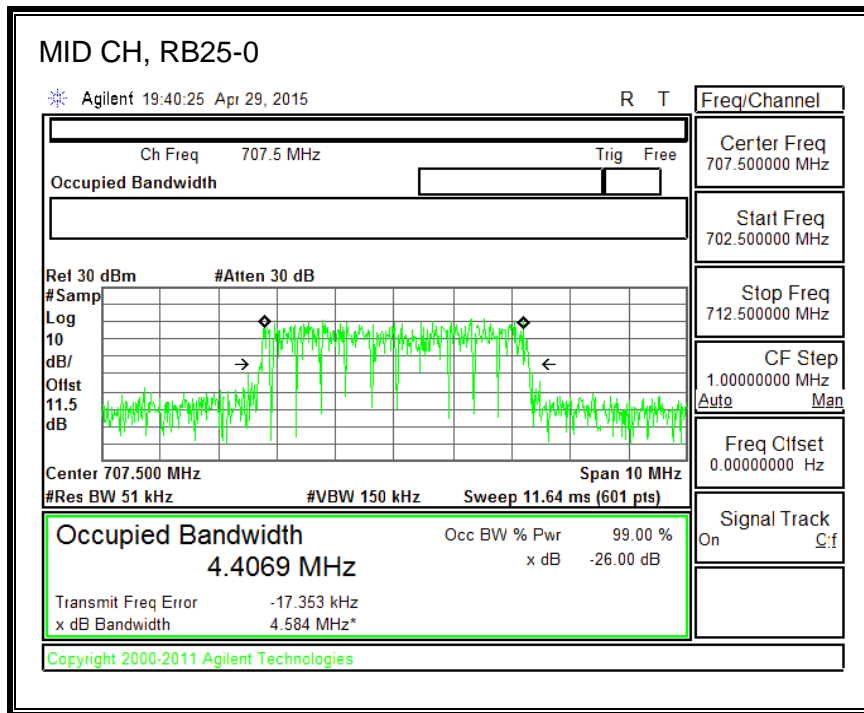 MID CH, RB25-0
Agilent 19:40:25 Apr 29, 2015 R T
Freq/Channel
Ch Freq 707.5 MHz Trig Free
Occupied Bandwidth
Center Freq
707.500000 MHz
Start Freq
702.500000 MHz
Stop Freq
712.500000 MHz
CF Step
1.00000000 MHz
Auto Man
Freq Offset
0.00000000 Hz
Signal Track
On Off
Ref 30 dBm #Atten 30 dB
#Samp
Log
10
dB/
Offst
11.5
dB
Center 707.500 MHz Span 10 MHz
#Res BW 51 kHz #VBW 150 kHz Sweep 11.64 ms (601 pts)
Occupied Bandwidth Occ BW % Pwr 99.00 %
4.4069 MHz x dB -26.00 dB
Transmit Freq Error -17.353 kHz
x dB Bandwidth 4.584 MHz*
Copyright 2000-2011 Agilent Technologies